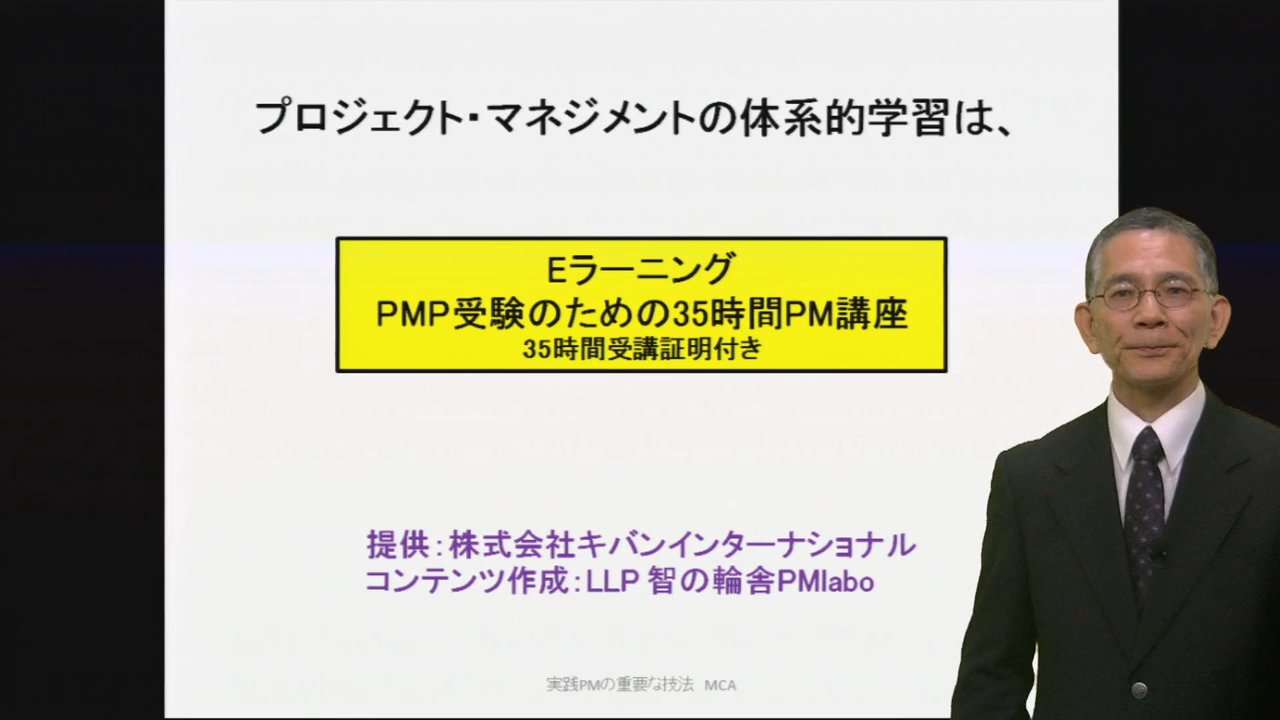 プロジェクト・マネジメントの体系的学習は、
Eラーニング
PMP受験のための35時間PM講座
35時間受講証明付き
提供：株式会社キバンインターナショナル
コンテンツ作成：LLP 智の輪舎PMlabo
実践PMの重要な技法　MCA